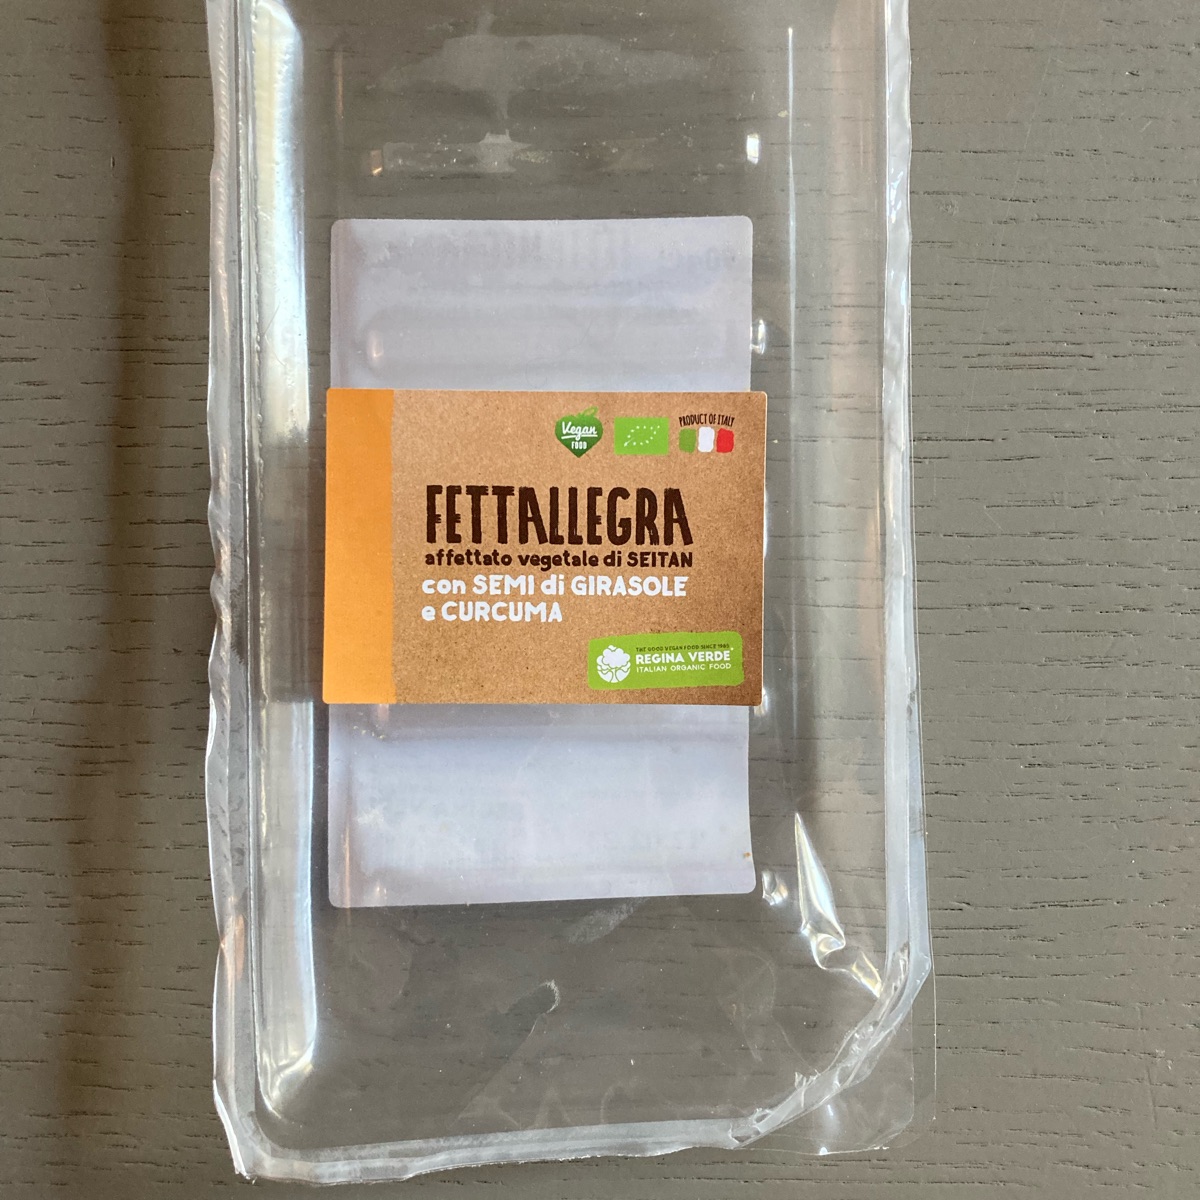 Vegan
FOOD
PRODUCT OF ITALY
FETTALLEGRA
affettato vegetale di SEITAN
con SEMI di GIRASOLE
e CURCUMA
THE GOOD VEGAN FOOD SINCE
REGINA VERDE
ITALIAN ORGANIC FOOD